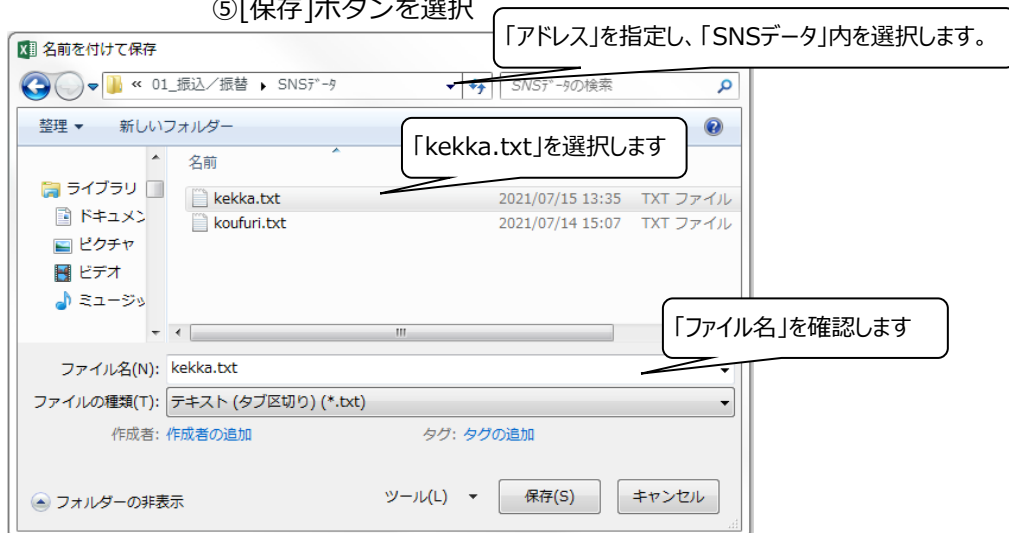 ⑤[保存]ボタンを選択
「アドレス」を指定し、「SNSデータ」内を選択します。
名前を付けて保存
« 01_振込／振替 ▸ SNSﾃﾞｰﾀ
SNSﾃﾞｰﾀの検索
整理 新しいフォルダー
「kekka.txt」を選択します
名前
ライブラリ
kekka.txt 2021/07/15 13:35 TXT ファイル
ドキュメン
koufuri.txt 2021/07/14 15:07 TXT ファイル
ピクチャ
ビデオ
ミュージッ
「ファイル名」を確認します
ファイル名(N): kekka.txt
ファイルの種類(T): テキスト (タブ区切り) (*.txt)
作成者: 作成者の追加 タグ: タグの追加
フォルダーの非表示 ツール(L) 保存(S) キャンセル